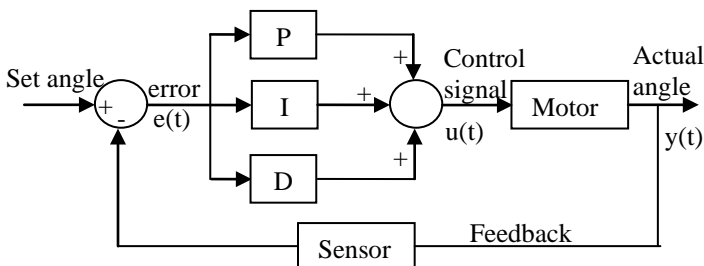 P
Set angle
+
-
error
e(t)
I
D
+
+
+
Control
signal
u(t)
Motor
Actual
angle
y(t)
Sensor
Feedback